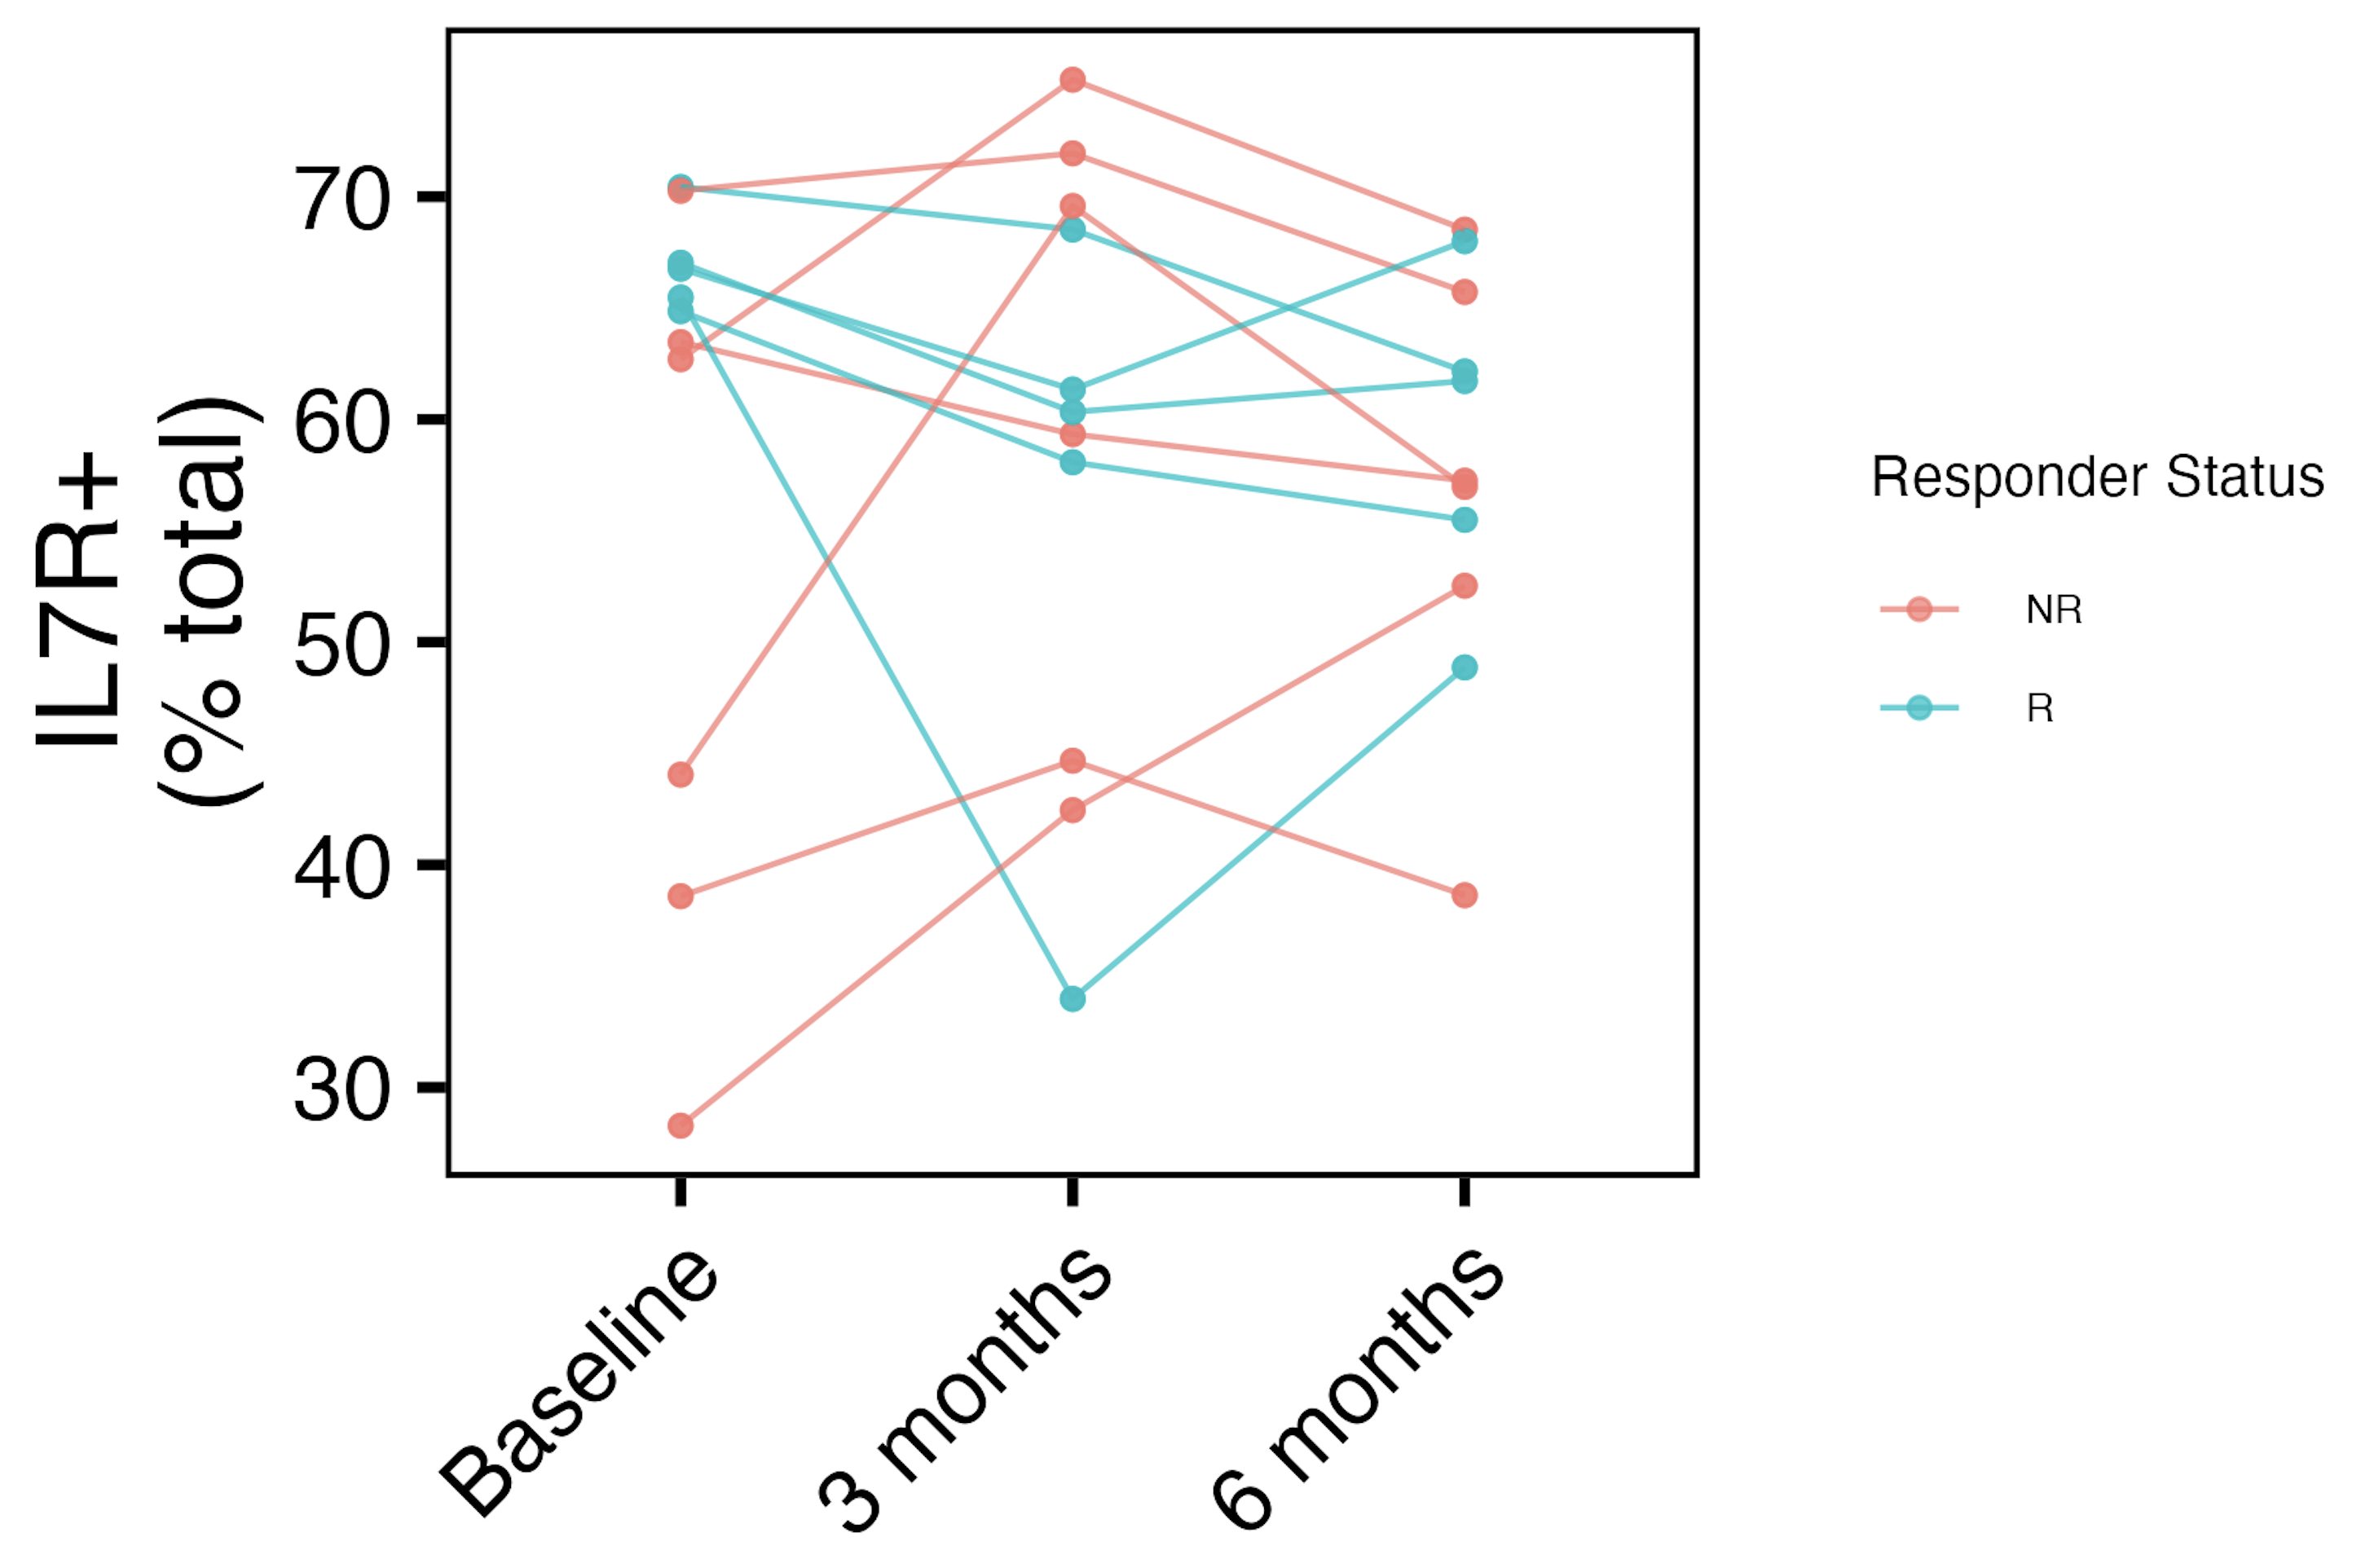 IL7R+
(% total)
70
60
50
40
30
Baseline
3 months
6 months
Responder Status
NR
R